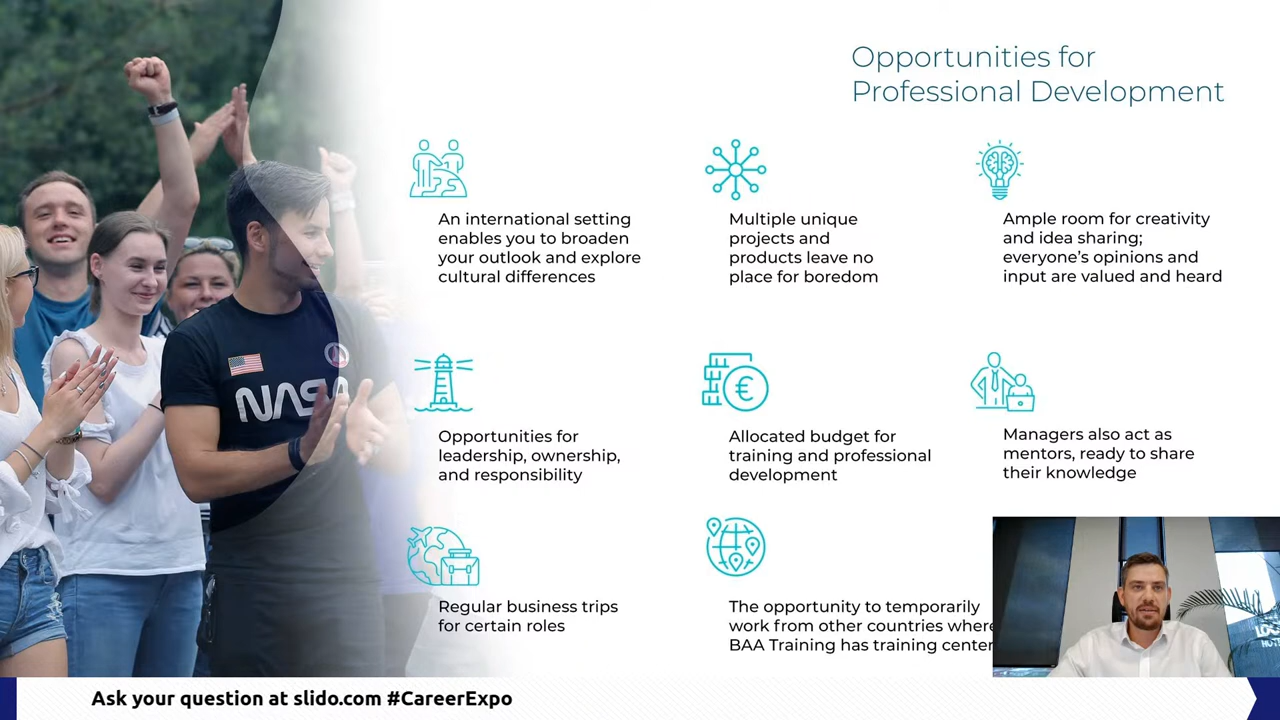 Opportunities for
Professional Development
An international setting
enables you to broaden
your outlook and explore
cultural differences
Multiple unique
projects and
products leave no
place for boredom
Ample room for creativity
and idea sharing;
everyone's opinions and
input are valued and heard
NASA
Opportunities for
leadership, ownership,
and responsibility
€
Allocated budget for
training and professional
development
Managers also act as
mentors, ready to share
their knowledge
Regular business trips
for certain roles
The opportunity to temporarily
work from other countries where
BAA Training has training center
Ask your question at slido.com #CareerExpo